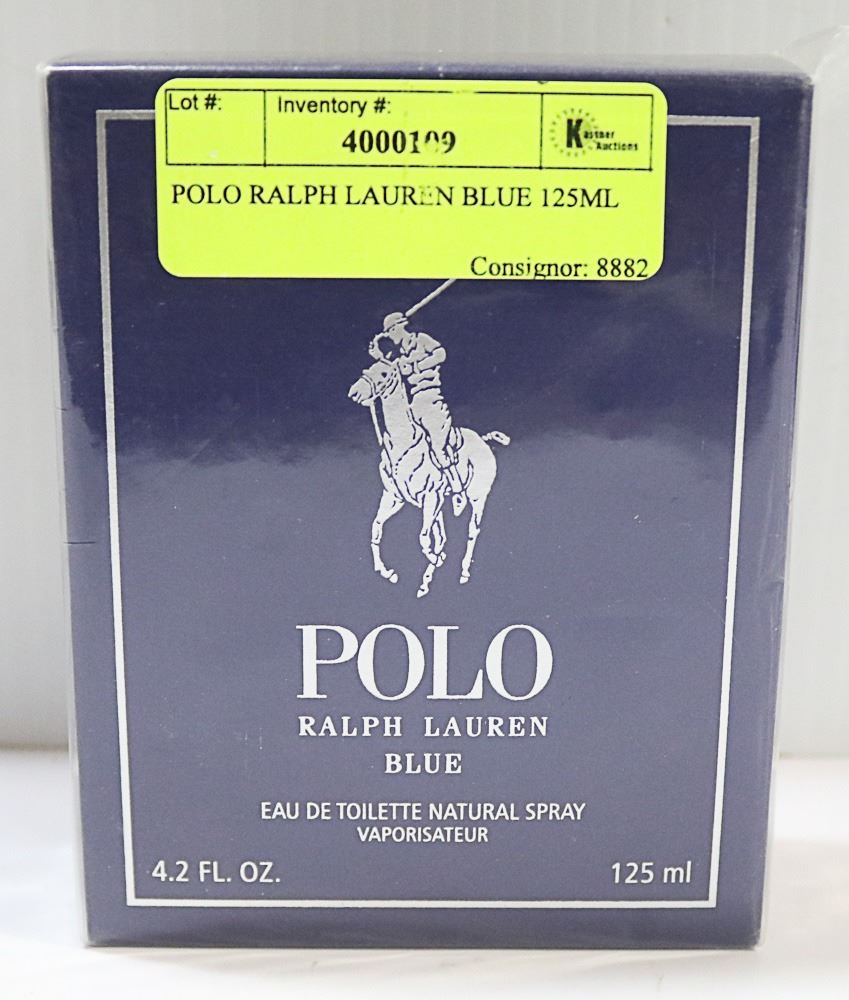 Lot #:
Inventory #:
4000109
Kastner
Auctions
POLO RALPH LAUREN BLUE 125ML
Consignor: 8882
POLO
RALPH LAUREN
BLUE
EAU DE TOILETTE NATURAL SPRAY
VAPORISATEUR
4.2 FL. OZ.
125 ml